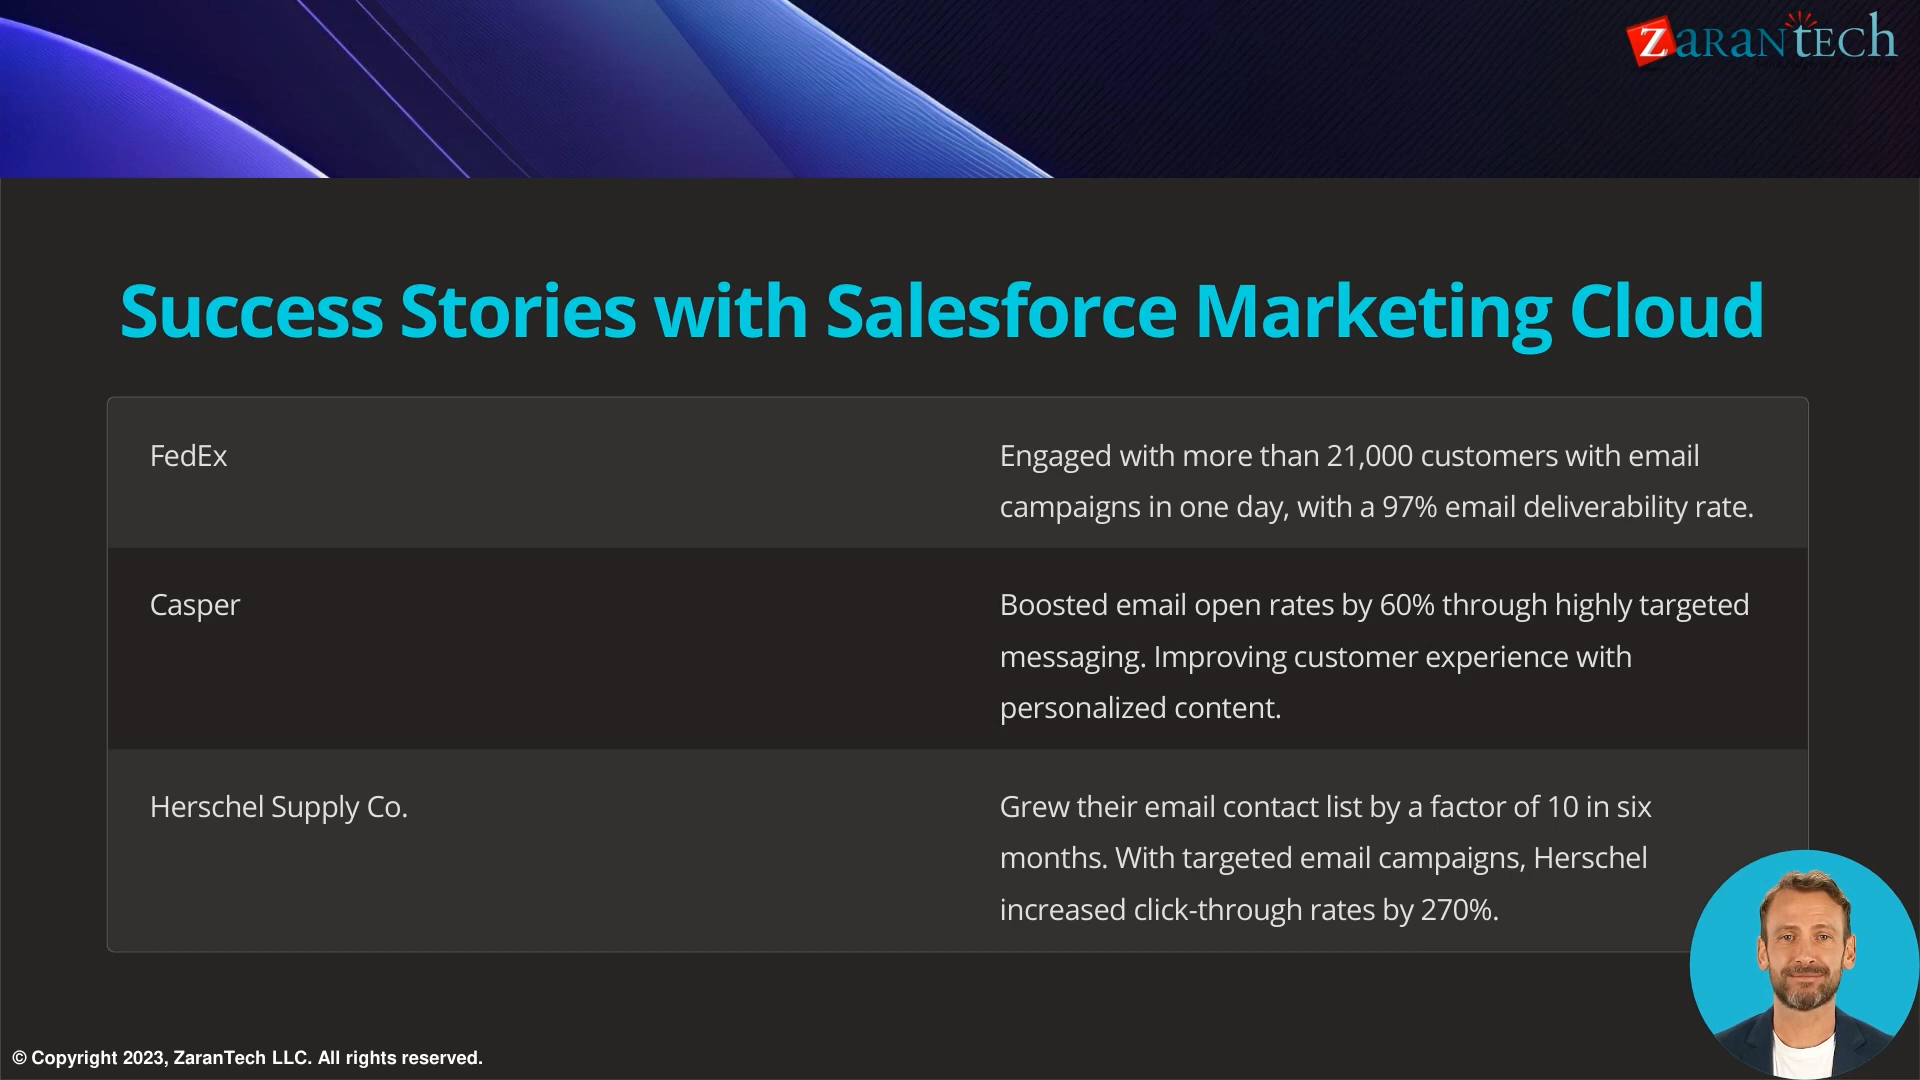 ZaranTech
Success Stories with Salesforce Marketing Cloud
FedEx
Engaged with more than 21,000 customers with email
campaigns in one day, with a 97% email deliverability rate.
Casper
Boosted email open rates by 60% through highly targeted
messaging. Improving customer experience with
personalized content.
Herschel Supply Co.
Grew their email contact list by a factor of 10 in six
months. With targeted email campaigns, Herschel
increased click-through rates by 270%.
© Copyright 2023, ZaranTech LLC. All rights reserved.